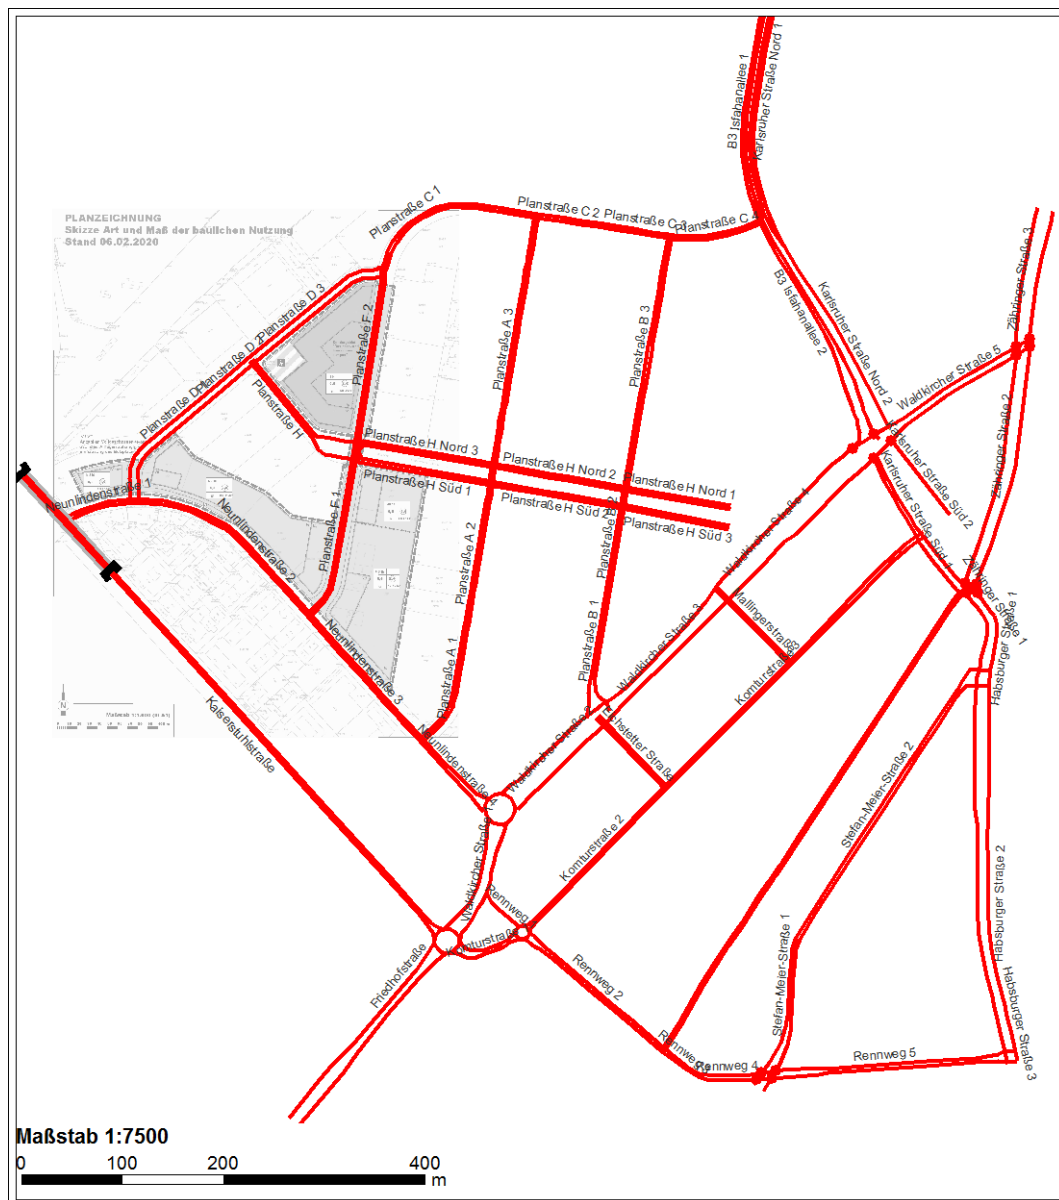 B3 Isfahanallee 1
Karlsruher Straße Nord 1
PLANZEICHNUNG
Skizze Art und Maß der baulichen Nutzung
Stand 06.02.2020
Planstraße C 1
Planstraße C 2
Planstraße C 3
Planstraße C 4
Zähringer Straße 3
B3 Isfahanallee 2
Karlsruher Straße Nord 2
Planstraße D 3
Planstraße D 2
Planstraße D
Planstraße F 2
Planstraße A 3
Planstraße B 3
Waldkircher Straße 5
Planstraße H
Zähringer Straße 2
Planstraße H Nord 3
Planstraße H Nord 2
Planstraße H Nord 1
Planstraße H Süd 1
Planstraße H Süd 2
Planstraße H Süd 3
Karlsruher Straße Süd 2
Karlsruher Straße Süd 1
Neunlindenstraße 1
Neunlindenstraße 2
Planstraße F 1
Planstraße A 2
Planstraße B 2
Waldkircher Straße 4
Zähringer Straße 1
Mallingerstraße
Habsburger Straße 1
Neunlindenstraße 3
Planstraße A 1
Planstraße B 1
Waldkircher Straße 3
Komturstraße 3
N
Kaiserstuhlstraße
Neunlindenstraße 4
Waldkircher Straße 2
Eichstetter Straße
Stefan-Meier-Straße 2
Komturstraße 2
Waldkircher Straße 1
Rennweg
Habsburger Straße 2
Komturstraße
Friedhofstraße
Rennweg 2
Stefan-Meier-Straße 1
Habsburger Straße 3
Rennweg
Rennweg 4
Rennweg 5
Maßstab 1:7500
0 100 200 400
m